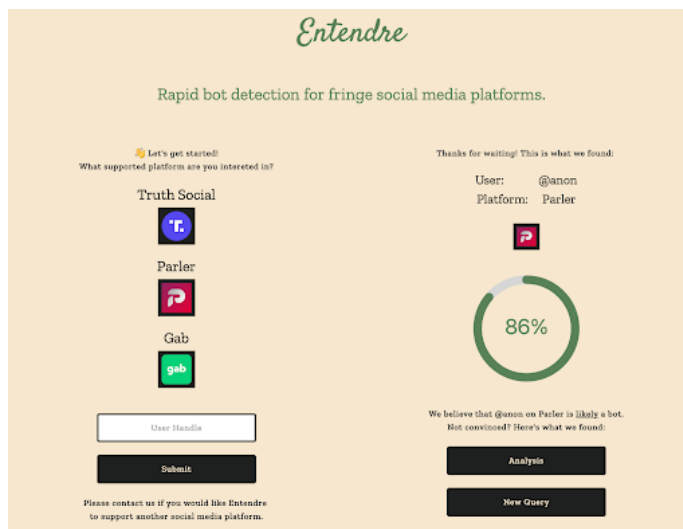 Entendre
Rapid bot detection for fringe social media platforms.
👋 Let's get started!
What supported platform are you intereted in?
Truth Social
T.
Parler
Gab
gab
User Handle
Submit
Please contact us if you would like Entendre
to support another social media platform.
Thanks for waiting! This is what we found:
User: @anon
Platform: Parler
86%
We believe that @anon on Parler is likely a bot.
Not convinced? Here's what we found:
Analysis
New Query